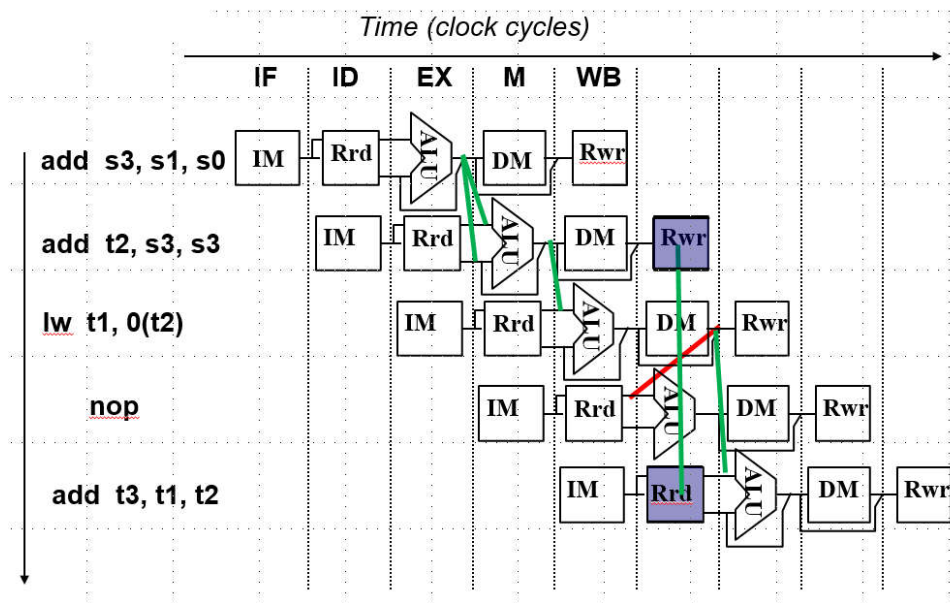 Time (clock cycles)
IF ID EX M WB
add s3, s1, s0 IM Rrd ALU DM Rwr
add t2, s3, s3 IM Rrd ALU DM Rwr
lw t1, 0(t2) IM Rrd ALU DM Rwr
nop IM Rrd ALU DM Rwr
add t3, t1, t2 IM Rrd ALU DM Rwr